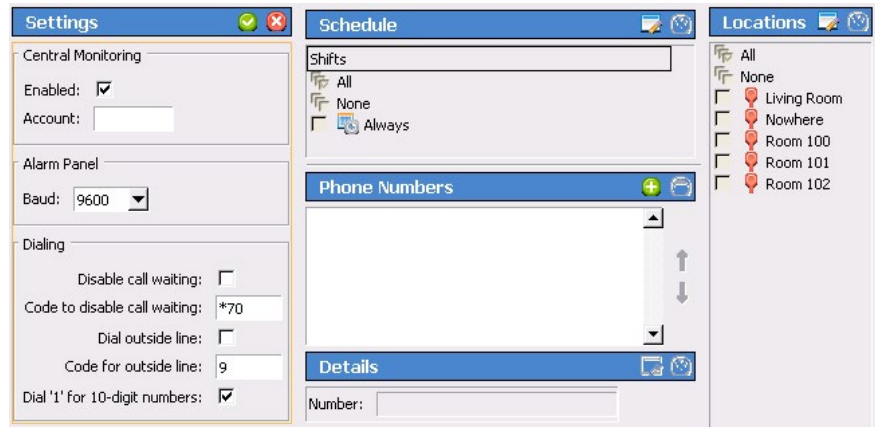 Settings
Central Monitoring
Enabled:
Account:
Alarm Panel
Baud: 9600
Dialing
Disable call waiting:
Code to disable call waiting: *70
Dial outside line:
Code for outside line: 9
Dial '1' for 10-digit numbers:
Schedule
Shifts
All
None
Always
Phone Numbers
Details
Number:
Locations
All
None
Living Room
Nowhere
Room 100
Room 101
Room 102